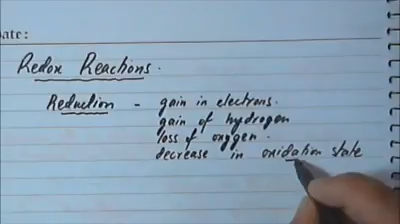 ate:
Redox Reactions.
Reduction - gain in electrons.
gain of hydrogen
loss of oxygen.
decrease in oxidation state